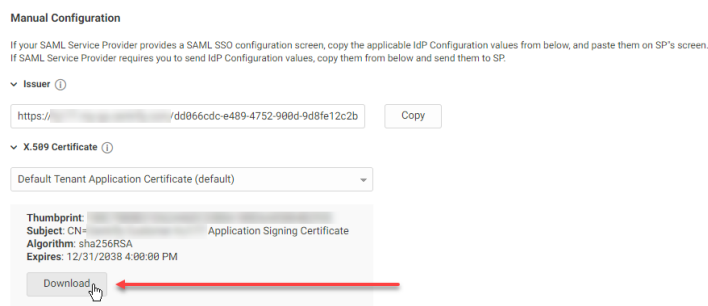 Manual Configuration
If your SAML Service Provider provides a SAML SSO configuration screen, copy the applicable IdP Configuration values from below, and paste them on SP's screen.
If SAML Service Provider requires you to send IdP Configuration values, copy them from below and send them to SP.
Issuer
https:// /dd066cdc-e489-4752-900d-9d8fe12c2b Copy
X.509 Certificate
Default Tenant Application Certificate (default)
Thumbprint:
Subject: CN= Application Signing Certificate
Algorithm: sha256RSA
Expires: 12/31/2038 4:00:00 PM
Download